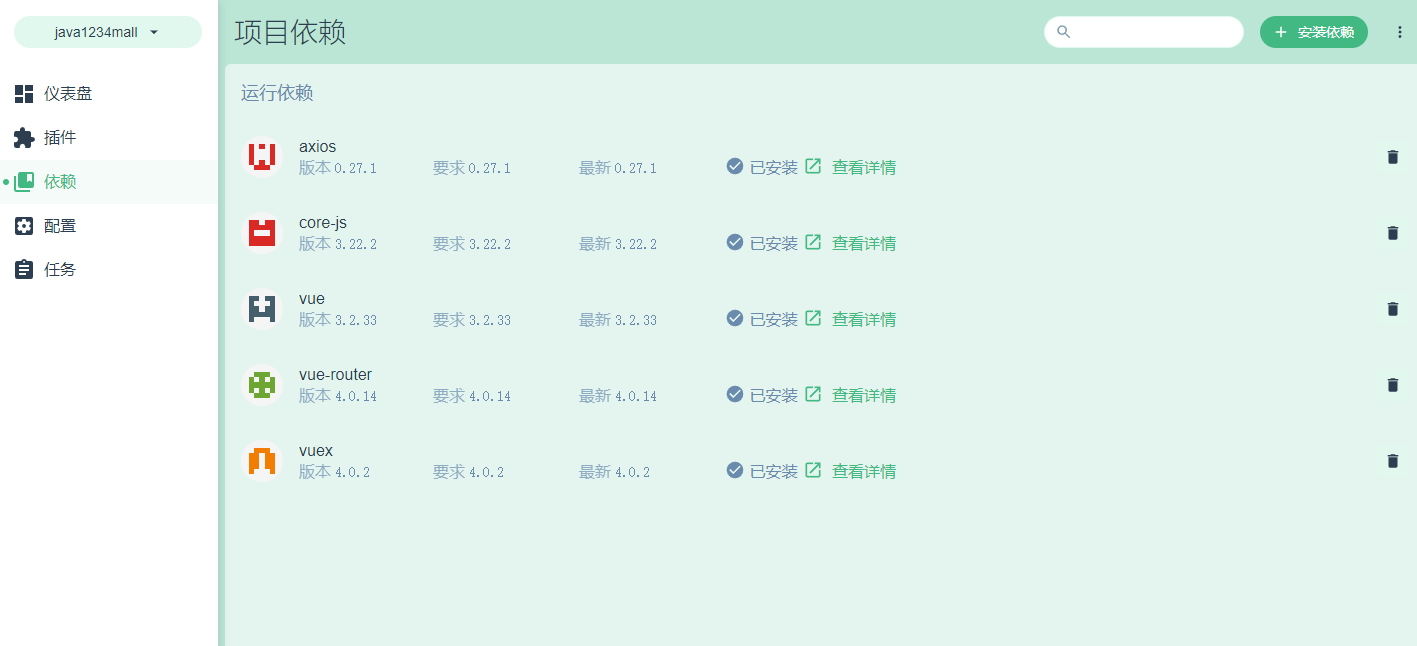 java1234mall
仪表盘
插件
依赖
配置
任务
项目依赖
安装依赖
运行依赖
axios
版本 0.27.1 要求 0.27.1 最新 0.27.1 已安装 查看详情
core-js
版本 3.22.2 要求 3.22.2 最新 3.22.2 已安装 查看详情
vue
版本 3.2.33 要求 3.2.33 最新 3.2.33 已安装 查看详情
vue-router
版本 4.0.14 要求 4.0.14 最新 4.0.14 已安装 查看详情
vuex
版本 4.0.2 要求 4.0.2 最新 4.0.2 已安装 查看详情